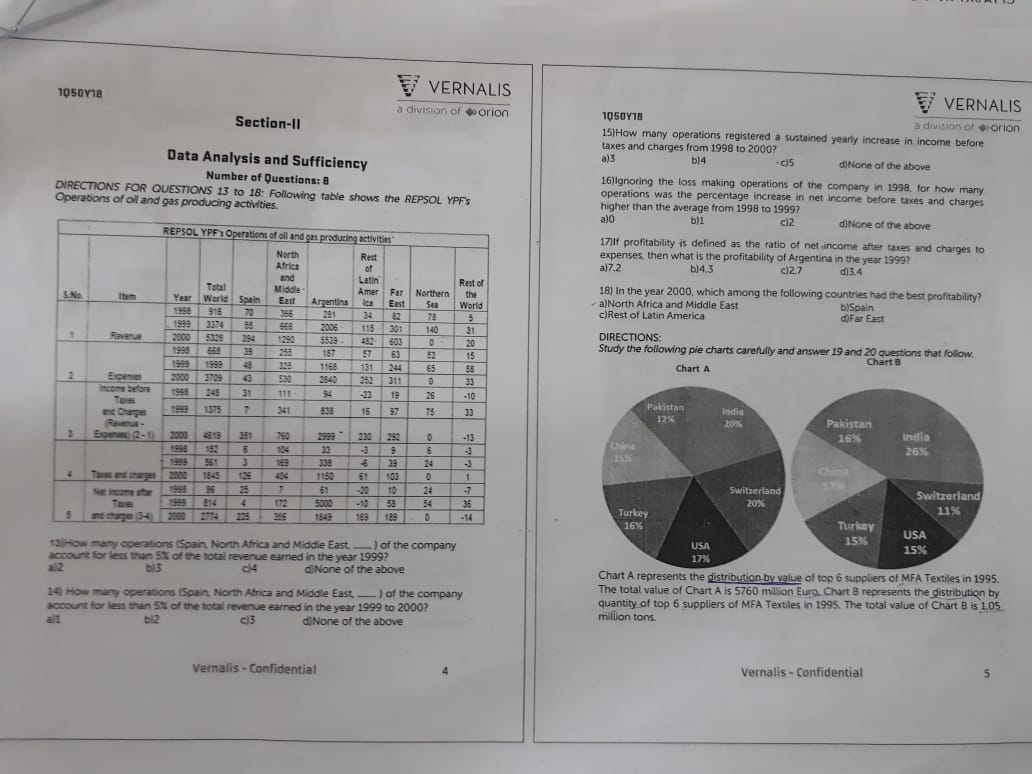 1Q50Y18
VERNALIS
a division of orion
Section-II
Data Analysis and Sufficiency
Number of Questions: 8
DIRECTIONS FOR QUESTIONS 13 to 18: Following table shows the REPSOL YPF's
Operations of oil and gas producing activities.
REPSOL YPF's Operations of oil and gas producing activities
S.No. Item Year Total World Spain North Africa and Middle East Argentina Rest of Latin America Far East Northern Sea Rest of the World
1998 916 70 366 281 34 82 78 5
1 Revenue 1999 3374 55 666 2006 115 301 140 31
2000 5328 394 1290 5539 482 603 0 20
1998 668 39 255 187 57 63 52 15
1999 1999 48 325 1168 131 244 65 58
2 Expenses 2000 3709 43 530 2840 252 311 0 33
Income before Taxes and Charges (Revenue - Expenses) (2 - 1) 1998 248 31 111 94 -23 19 26 -10
1999 1375 7 341 838 16 97 75 33
3 2000 4619 351 760 2999 230 292 0 -13
1998 152 6 104 33 -3 9 6 -3
1999 561 3 169 338 -6 39 24 -3
4 Taxes and charges 2000 1845 126 404 1150 61 103 0 1
Net Income after Taxes and charges (3-4) 1998 96 25 7 61 -20 10 24 -7
1999 814 4 172 5000 -10 58 54 36
5 2000 2774 225 356 1849 169 189 0 -14
13)How many operations (Spain, North Africa and Middle East, ____ ) of the company
account for less than 5% of the total revenue earned in the year 1999?
a)2 b)3 c)4 d)None of the above
14) How many operations (Spain, North Africa and Middle East, ____ ) of the company
account for less than 5% of the total revenue earned in the year 1999 to 2000?
a)1 b)2 c)3 d)None of the above
Vernalis - Confidential 4
VERNALIS
a division of orion
1Q50Y18
15)How many operations registered a sustained yearly increase in income before
taxes and charges from 1998 to 2000?
a)3 b)4 c)5 d)None of the above
16)Ignoring the loss making operations of the company in 1998, for how many
operations was the percentage increase in net income before taxes and charges
higher than the average from 1998 to 1999?
a)0 b)1 c)2 d)None of the above
17)If profitability is defined as the ratio of net income after taxes and charges to
expenses, then what is the profitability of Argentina in the year 1999?
a)7.2 b)4.3 c)2.7 d)3.4
18) In the year 2000, which among the following countries had the best profitability?
a)North Africa and Middle East b)Spain
c)Rest of Latin America d)Far East
DIRECTIONS:
Study the following pie charts carefully and answer 19 and 20 questions that follow.
Chart A
Chart B
Pakistan
12%
India
20%
China
15%
Switzerland
20%
Turkey
16%
USA
17%
Pakistan
16%
India
26%
China
17%
Switzerland
11%
Turkey
15%
USA
15%
Chart A represents the distribution by value of top 6 suppliers of MFA Textiles in 1995.
The total value of Chart A is 5760 million Euro. Chart B represents the distribution by
quantity of top 6 suppliers of MFA Textiles in 1995. The total value of Chart B is 1.05
million tons.
Vernalis - Confidential 5